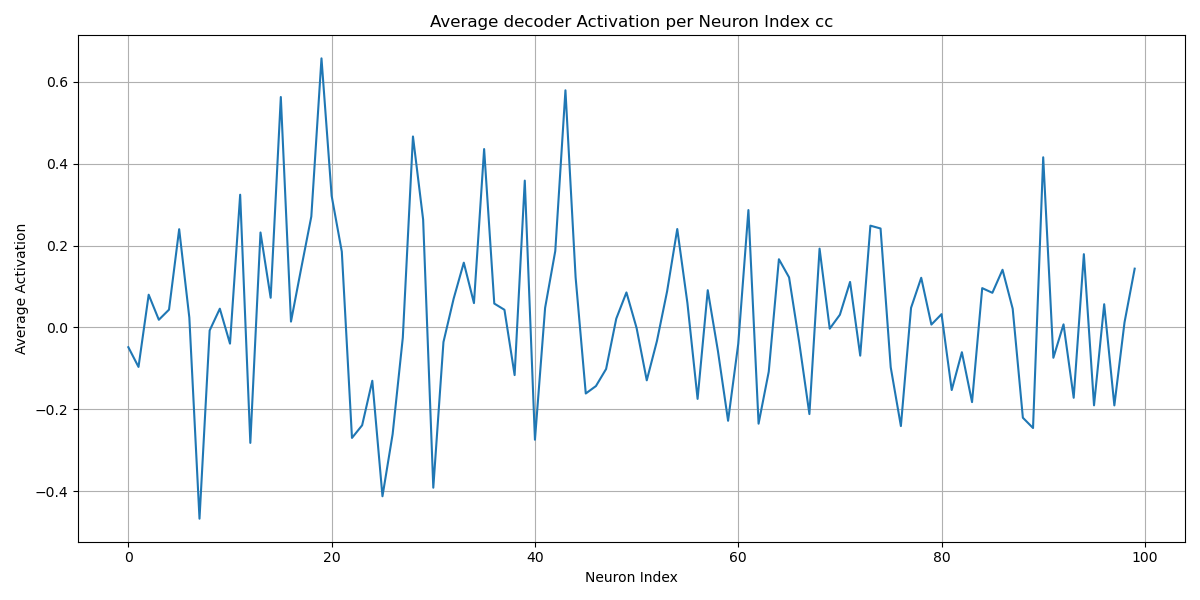 Average decoder Activation per Neuron Index cc
Average Activation
0.6
0.4
0.2
0.0
−0.2
−0.4
0 20 40 60 80 100
Neuron Index